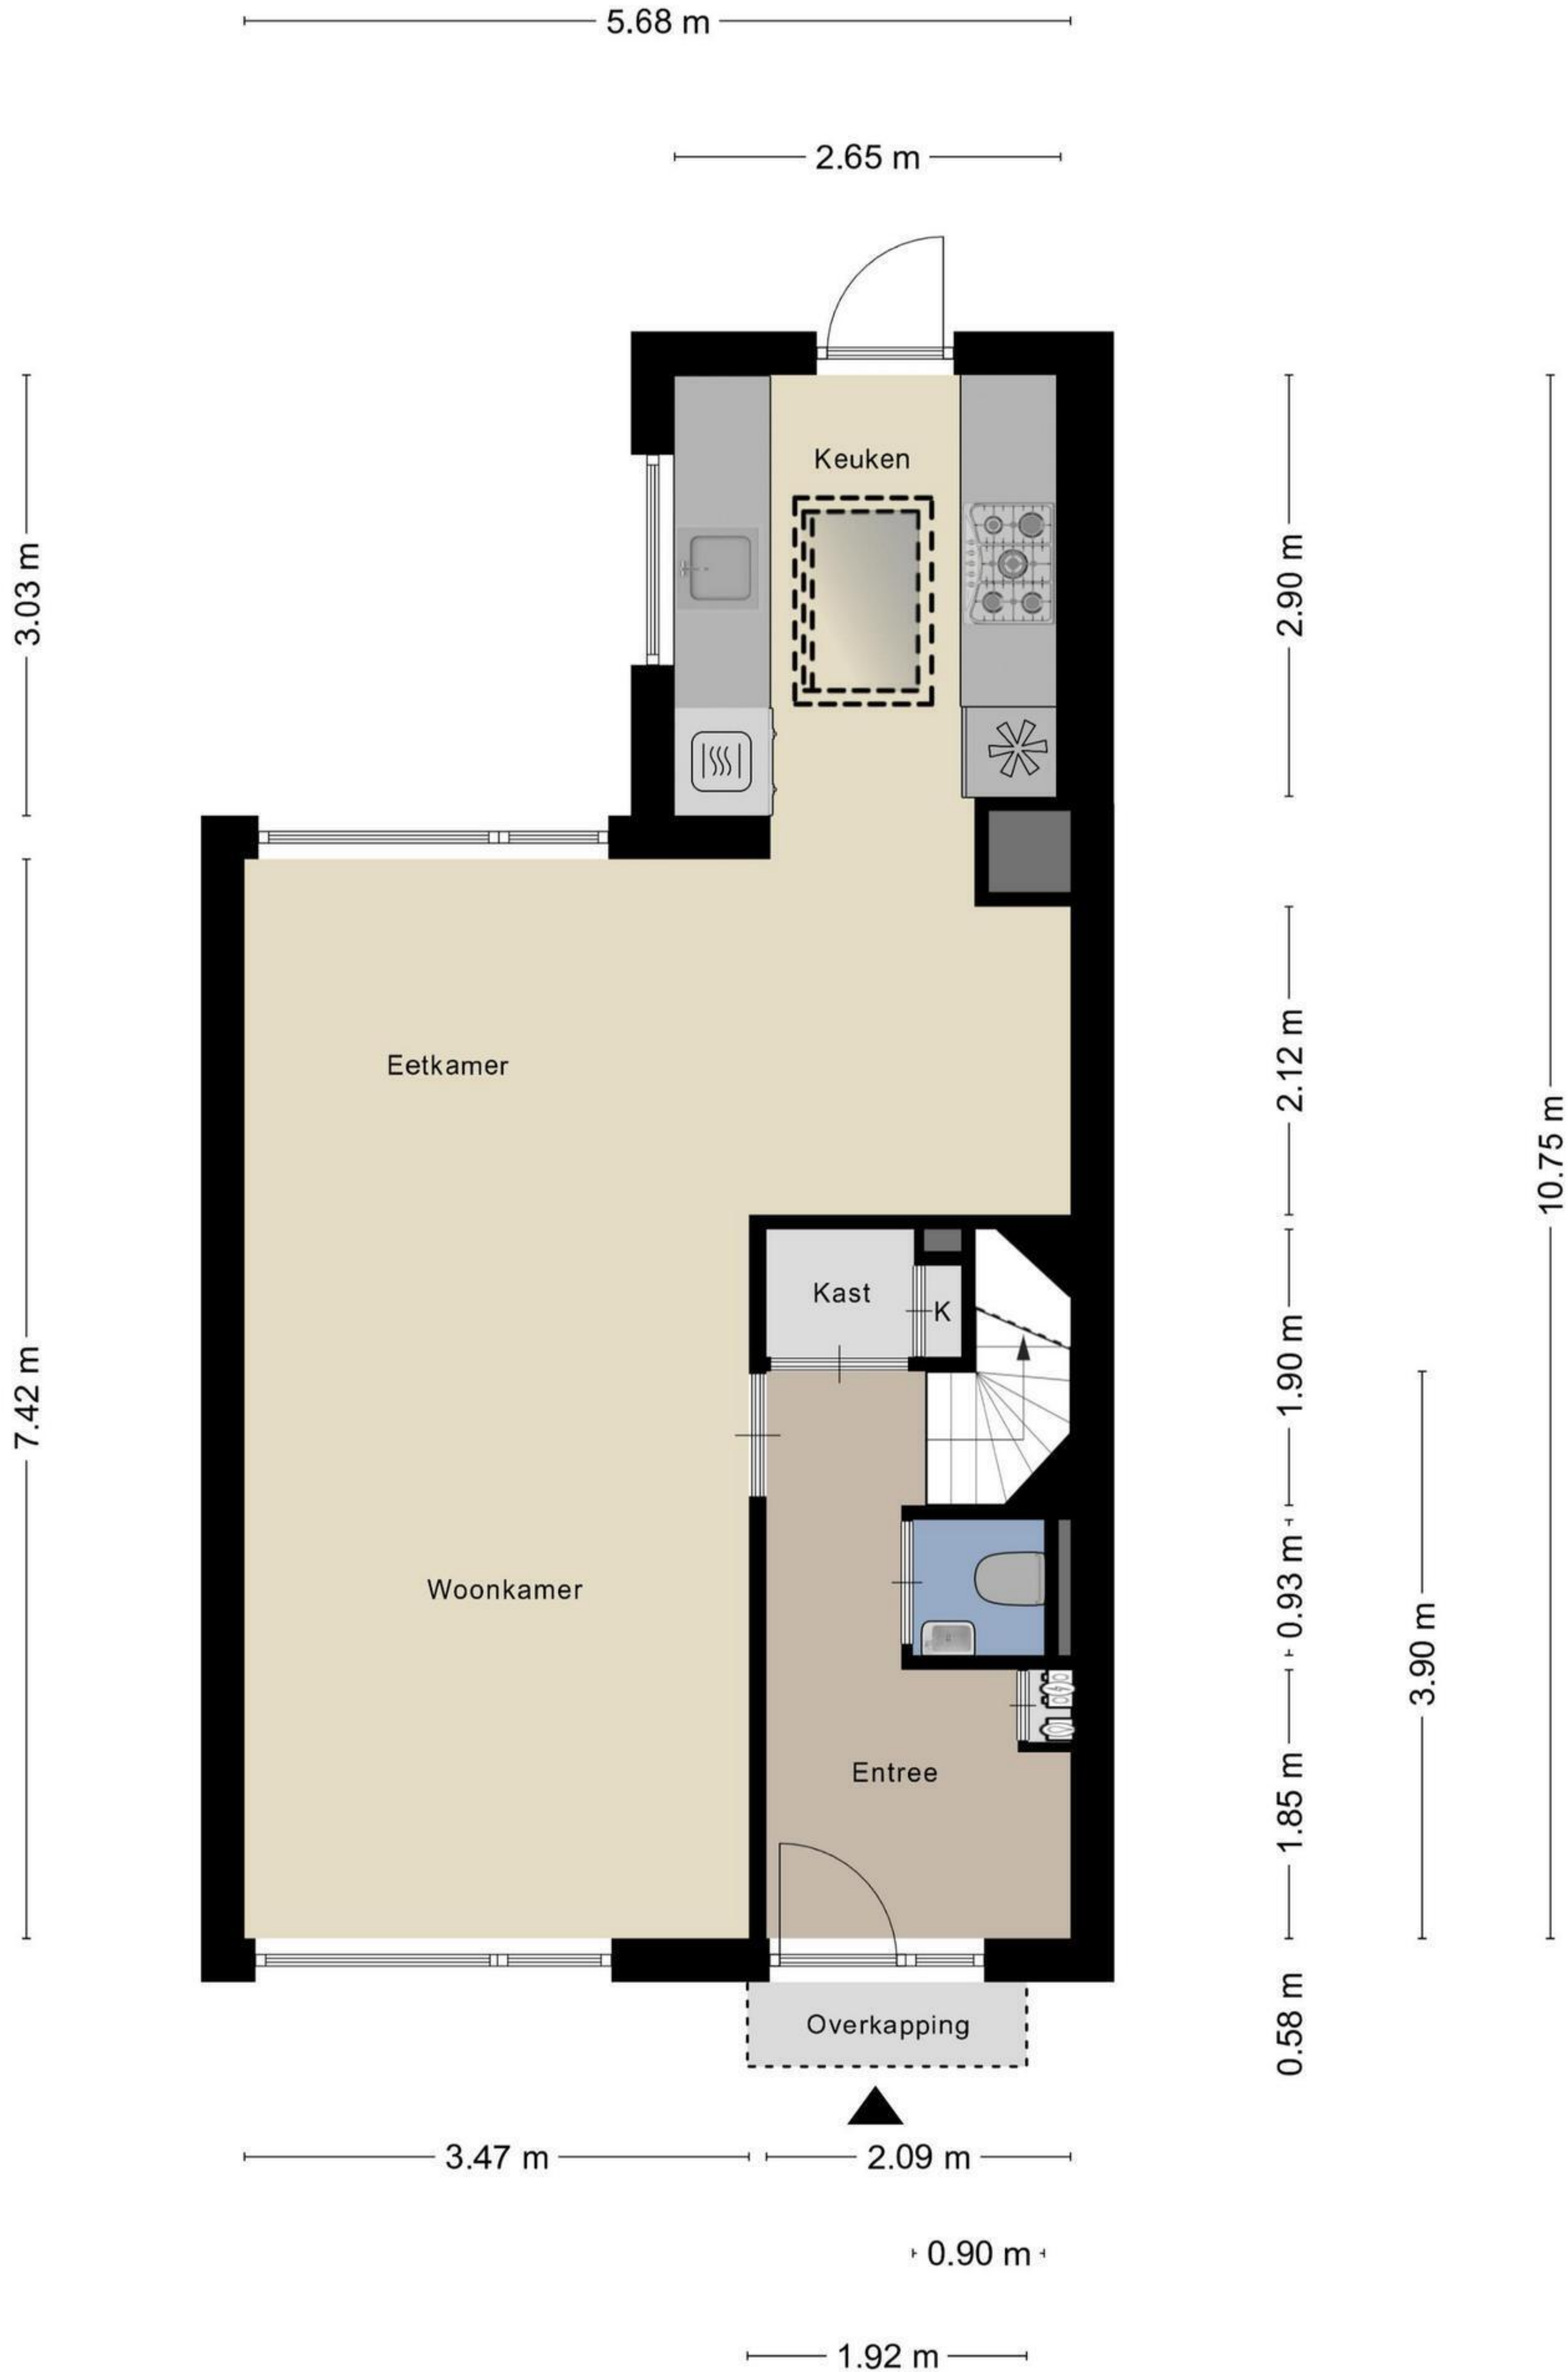 5.68 m
2.65 m
Keuken
3.03 m
2.90 m
Eetkamer
2.12 m
10.75 m
Kast
K
7.42 m
1.90 m
Woonkamer
0.93 m
3.90 m
Entree
1.85 m
Overkapping
0.58 m
3.47 m
2.09 m
0.90 m
1.92 m